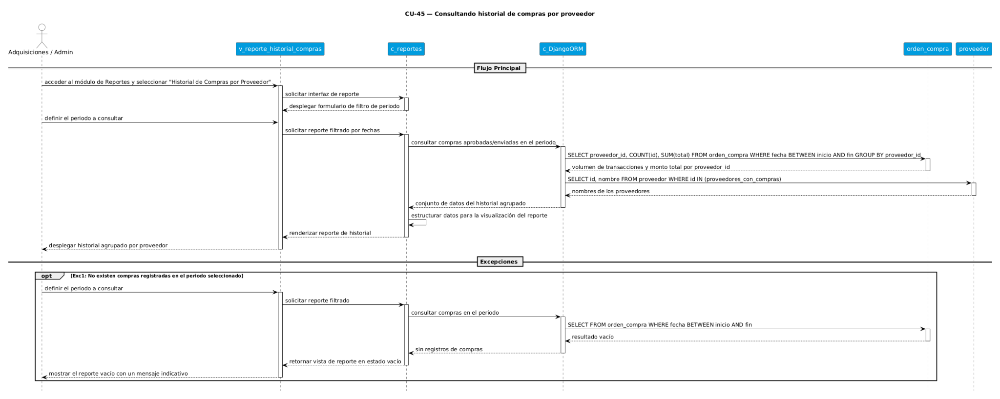 CU-45 — Consultando historial de compras por proveedor
Adquisiciones / Admin
v_reporte_historial_compras
c_reportes
c_DjangoORM
orden_compra
proveedor
Flujo Principal
acceder al módulo de Reportes y seleccionar "Historial de Compras por Proveedor"
solicitar interfaz de reporte
desplegar formulario de filtro de periodo
definir el periodo a consultar
solicitar reporte filtrado por fechas
consultar compras aprobadas/enviadas en el periodo
SELECT proveedor_id, COUNT(id), SUM(total) FROM orden_compra WHERE fecha BETWEEN inicio AND fin GROUP BY proveedor_id
volumen de transacciones y monto total por proveedor_id
SELECT id, nombre FROM proveedor WHERE id IN (proveedores_con_compras)
nombres de los proveedores
conjunto de datos del historial agrupado
estructurar datos para la visualización del reporte
renderizar reporte de historial
desplegar historial agrupado por proveedor
Excepciones
opt [Exc1: No existen compras registradas en el periodo seleccionado]
definir el periodo a consultar
solicitar reporte filtrado
consultar compras en el periodo
SELECT FROM orden_compra WHERE fecha BETWEEN inicio AND fin
resultado vacío
sin registros de compras
retornar vista de reporte en estado vacío
mostrar el reporte vacío con un mensaje indicativo